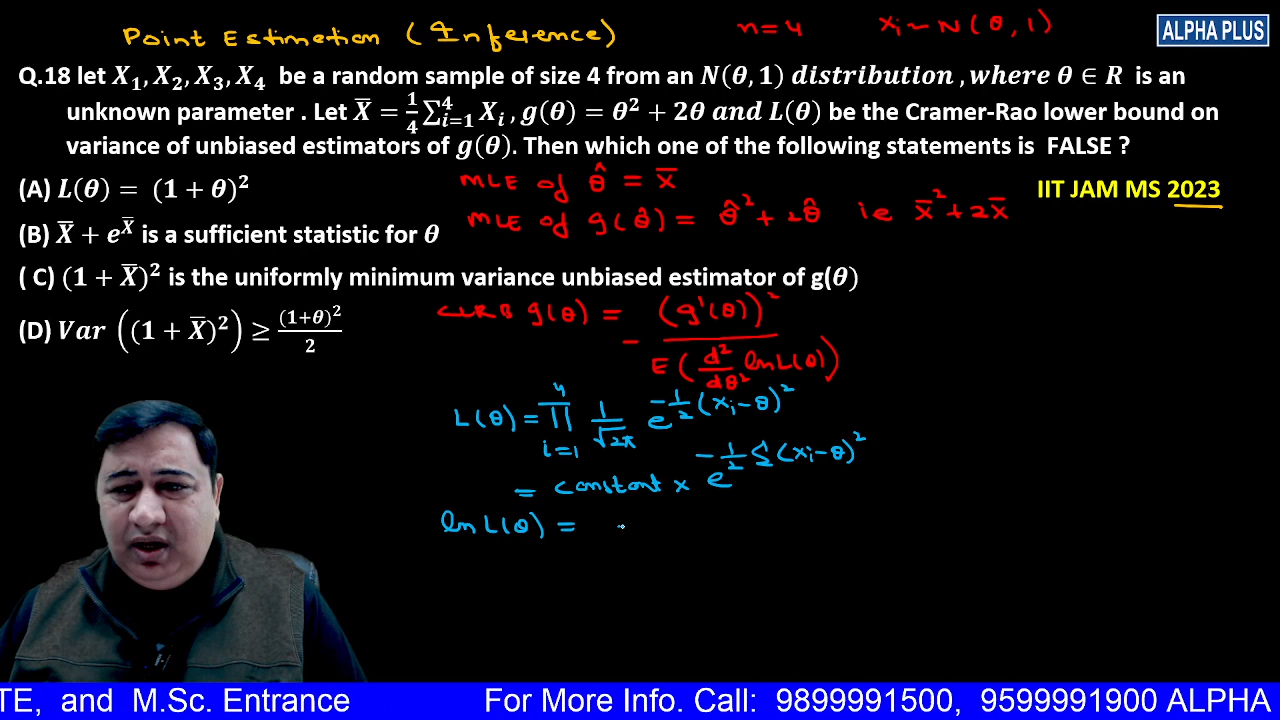 Point Estimation (Inference)
n=4 xi ~ N(θ, 1)
ALPHA PLUS
Q.18 let X₁, X₂, X₃, X₄ be a random sample of size 4 from an N(θ, 1) distribution, where θ ∈ R is an
unknown parameter . Let X̅ = 1/4 ∑⁴ᵢ₌₁ Xᵢ , g(θ) = θ² + 2θ and L(θ) be the Cramer-Rao lower bound on
variance of unbiased estimators of g(θ). Then which one of the following statements is FALSE ?
(A) L(θ) = (1 + θ)²
MLE of θ̂ = x̅
IIT JAM MS 2023
(B) X̅ + e^X̅ is a sufficient statistic for θ
MLE of g(θ̂) = θ̂² + 2θ̂ ie x̅² + 2x̅
( C) (1 + X̅)² is the uniformly minimum variance unbiased estimator of g(θ)
(D) Var ((1 + X̅)²) ≥ (1+θ)²/2
CLRB g(θ) = - (g'(θ))² / E(d²/dθ² ln L(θ))
L(θ) = ∏⁴ᵢ₌₁ 1/√2π e^(-1/2 (xi-θ)²)
= constant x e^(-1/2 Σ(xi-θ)²)
ln L(θ) =
TE, and M.Sc. Entrance For More Info. Call: 9899991500, 9599991900 ALPHA